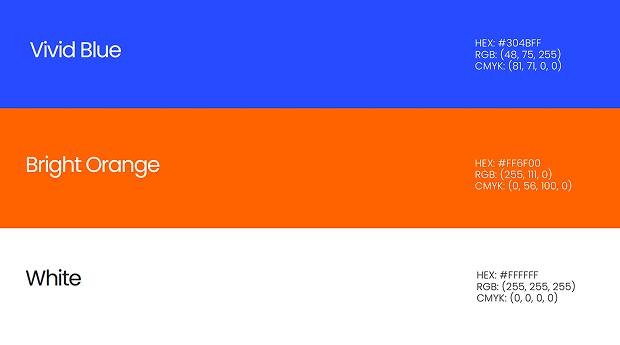 Vivid Blue
HEX: #304BFF
RGB: (48, 75, 255)
CMYK: (81, 71, 0, 0)
Bright Orange
HEX: #FF6F00
RGB: (255, 111, 0)
CMYK: (0, 56, 100, 0)
White
HEX: #FFFFFF
RGB: (255, 255, 255)
CMYK: (0, 0, 0, 0)